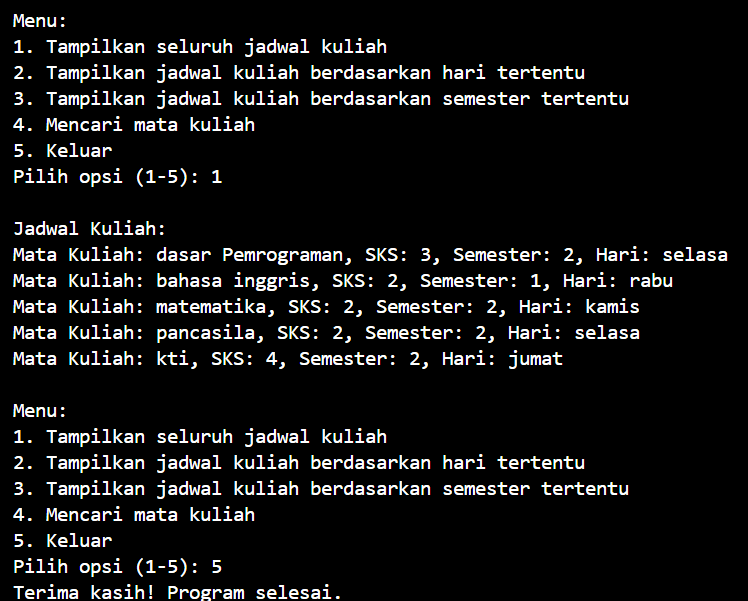 Menu:
1. Tampilkan seluruh jadwal kuliah
2. Tampilkan jadwal kuliah berdasarkan hari tertentu
3. Tampilkan jadwal kuliah berdasarkan semester tertentu
4. Mencari mata kuliah
5. Keluar
Pilih opsi (1-5): 1
Jadwal Kuliah:
Mata Kuliah: dasar Pemrograman, SKS: 3, Semester: 2, Hari: selasa
Mata Kuliah: bahasa inggris, SKS: 2, Semester: 1, Hari: rabu
Mata Kuliah: matematika, SKS: 2, Semester: 2, Hari: kamis
Mata Kuliah: pancasila, SKS: 2, Semester: 2, Hari: selasa
Mata Kuliah: kti, SKS: 4, Semester: 2, Hari: jumat
Menu:
1. Tampilkan seluruh jadwal kuliah
2. Tampilkan jadwal kuliah berdasarkan hari tertentu
3. Tampilkan jadwal kuliah berdasarkan semester tertentu
4. Mencari mata kuliah
5. Keluar
Pilih opsi (1-5): 5
Terima kasih! Program selesai.